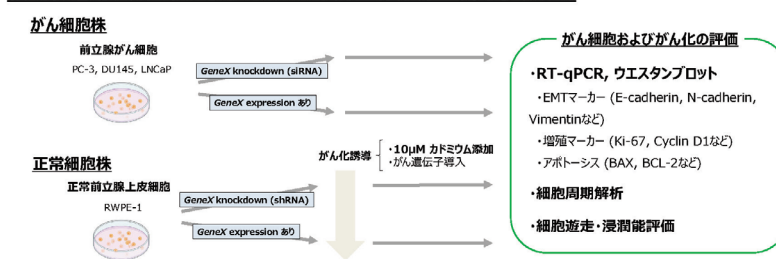 がん細胞株
前立腺がん細胞
PC-3, DU145, LNCaP
GeneX knockdown (siRNA)
GeneX expression あり
正常細胞株
正常前立腺上皮細胞
RWPE-1
GeneX knockdown (shRNA)
GeneX expression あり
がん化誘導
・10μM カドミウム添加
・がん遺伝子導入
がん細胞およびがん化の評価
・RT-qPCR, ウエスタンブロット
・EMTマーカー (E-cadherin, N-cadherin,
Vimentinなど)
・増殖マーカー (Ki-67, Cyclin D1など)
・アポトーシス (BAX, BCL-2など)
・細胞周期解析
・細胞遊走・浸潤能評価